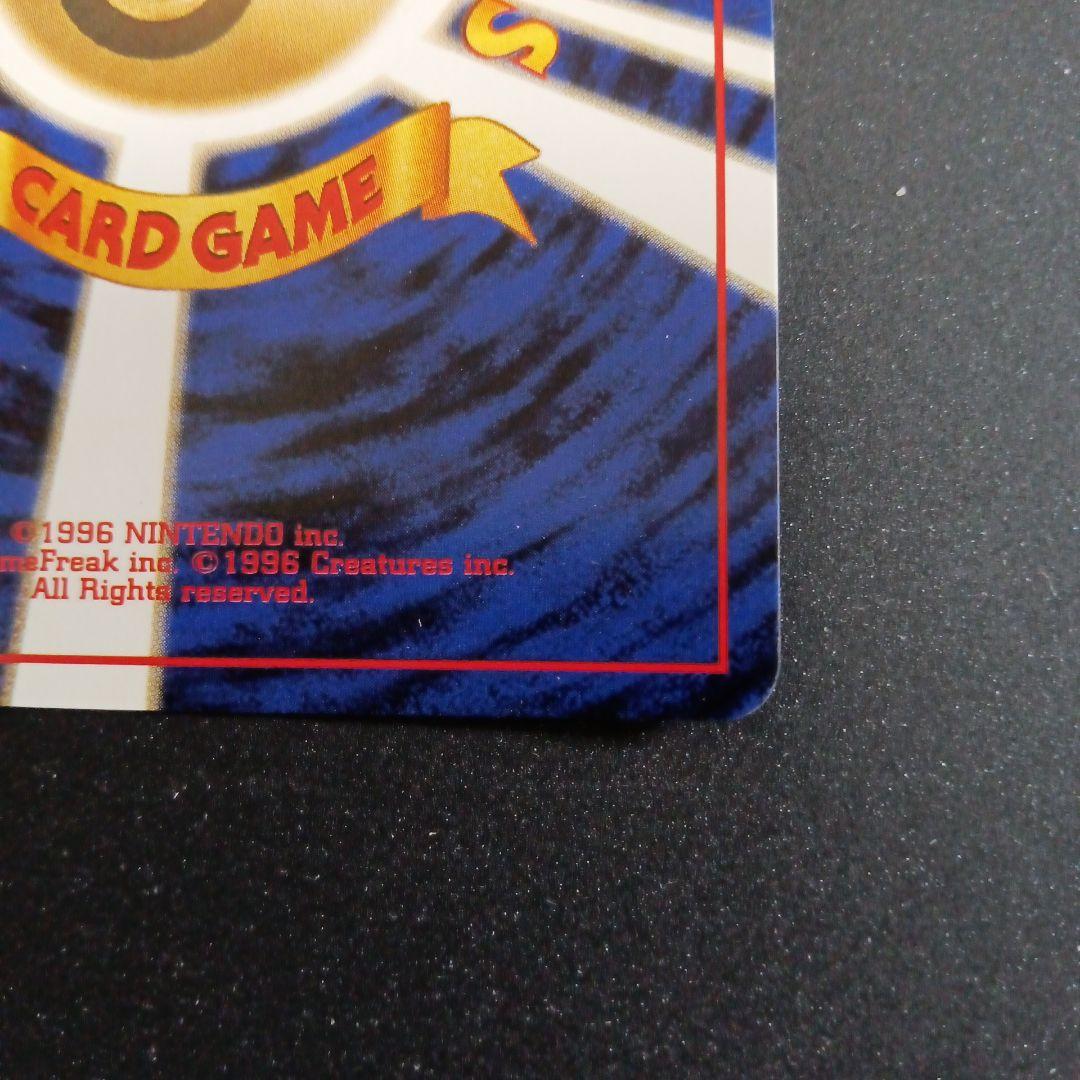 S
CARD GAME
©1996 NINTENDO inc.
meFreak inc. ©1996 Creatures inc.
All Rights reserved.